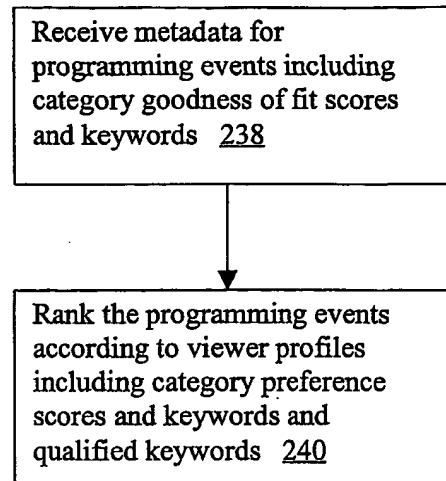 Receive metadata for
programming events including
category goodness of fit scores
and keywords 238
Rank the programming events
according to viewer profiles
including category preference
scores and keywords and
qualified keywords 240